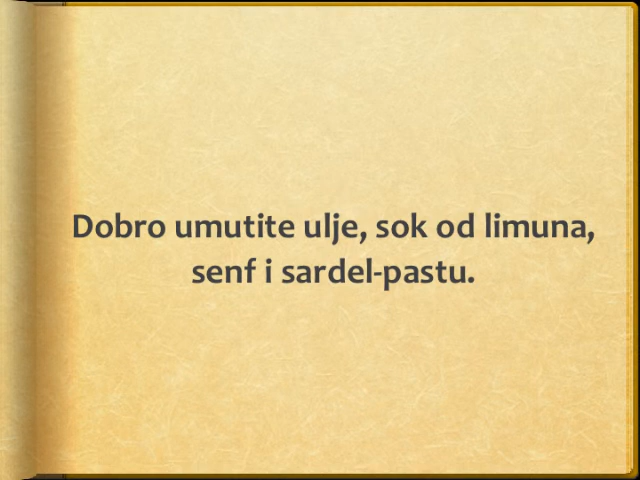 Dobro umutite ulje, sok od limuna,
senf i sardel-pastu.